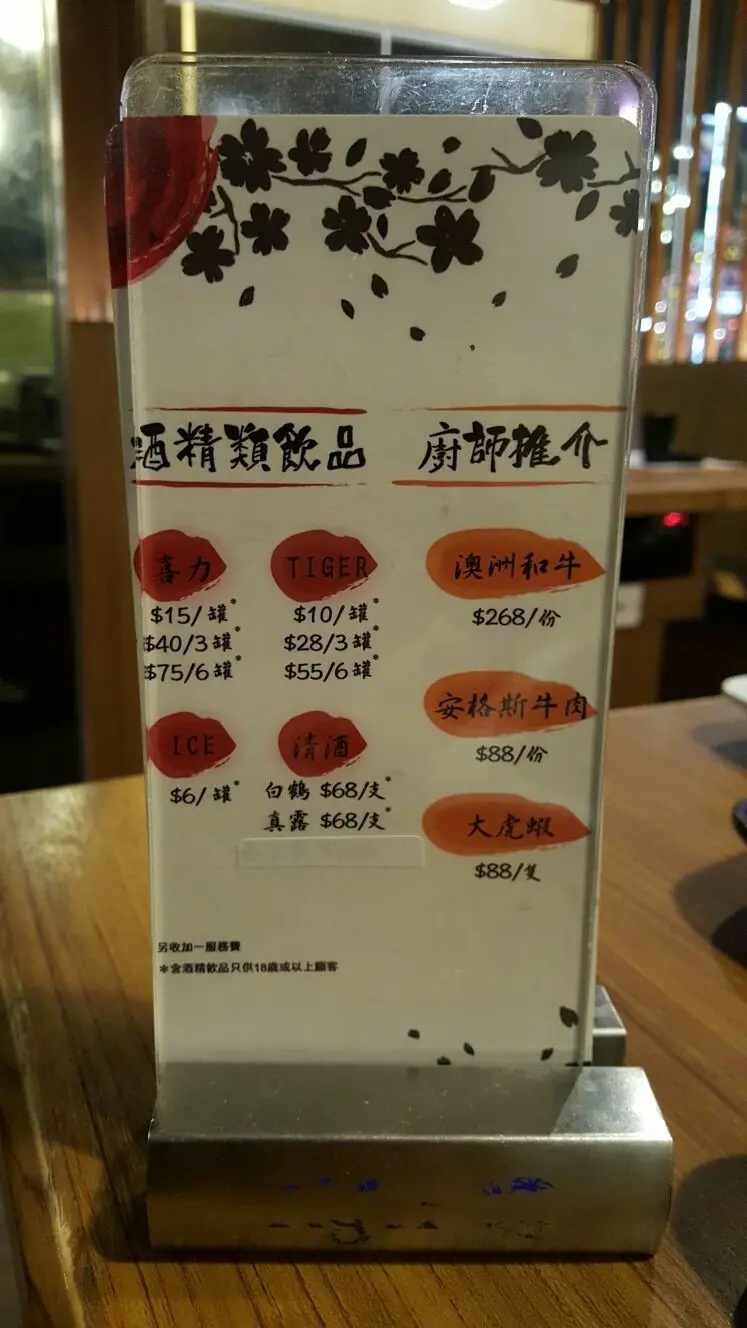 酒精類飲品
喜力
$15/罐*
$40/3罐*
$75/6罐*
TIGER
$10/罐*
$28/3罐*
$55/6罐*
ICE
$6/罐*
清酒
白鶴 $68/支*
真露 $68/支*
廚師推介
澳洲和牛
$268/份
安格斯牛肉
$88/份
大虎蝦
$88/隻
另收加一服務費
*含酒精飲品只供18歲或以上顧客